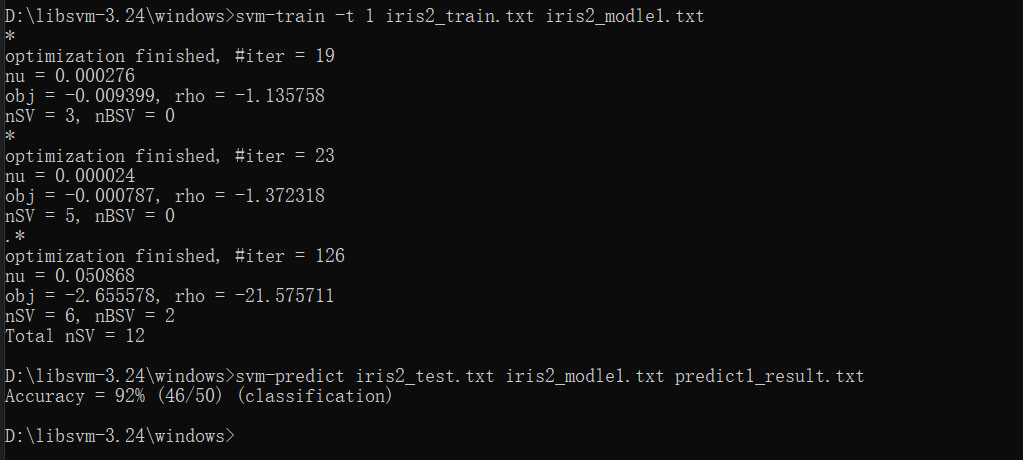 D:\libsvm-3.24\windows>svm-train -t 1 iris2_train.txt iris2_modle1.txt
*
optimization finished, #iter = 19
nu = 0.000276
obj = -0.009399, rho = -1.135758
nSV = 3, nBSV = 0
*
optimization finished, #iter = 23
nu = 0.000024
obj = -0.000787, rho = -1.372318
nSV = 5, nBSV = 0
.*
optimization finished, #iter = 126
nu = 0.050868
obj = -2.655578, rho = -21.575711
nSV = 6, nBSV = 2
Total nSV = 12
D:\libsvm-3.24\windows>svm-predict iris2_test.txt iris2_modle1.txt predict1_result.txt
Accuracy = 92% (46/50) (classification)
D:\libsvm-3.24\windows>